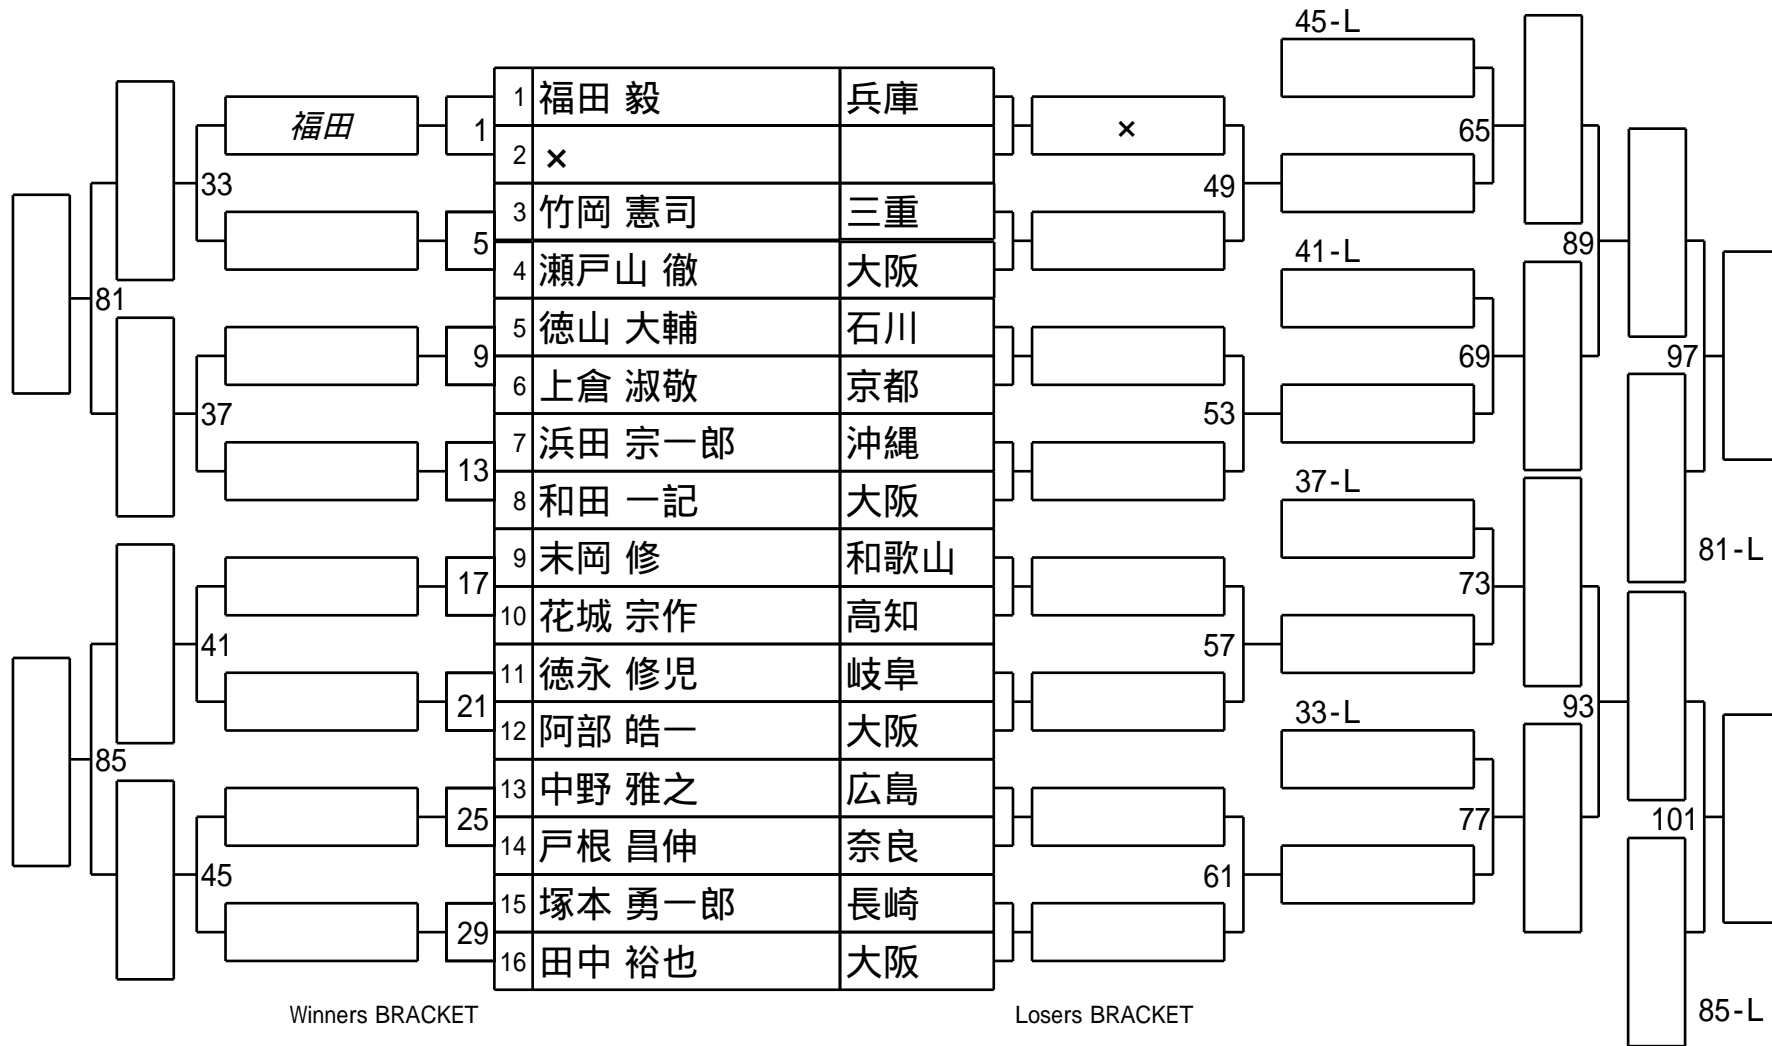 45-L
1 福田 毅 兵庫
福田 1 × 65
2 ×
33 49
3 竹岡 憲司 三重
5 89
4 瀬戸山 徹 大阪 41-L
81
5 徳山 大輔 石川
9 69 97
6 上倉 淑敬 京都
37 53
7 浜田 宗一郎 沖縄
13 37-L
8 和田 一記 大阪
9 末岡 修 和歌山 81-L
17 73
10 花城 宗作 高知
41 57
11 徳永 修児 岐阜
21 33-L 93
12 阿部 皓一 大阪
85
13 中野 雅之 広島
25 77 101
14 戸根 昌伸 奈良
45 61
15 塚本 勇一郎 長崎
29
16 田中 裕也 大阪
Winners BRACKET Losers BRACKET 85-L